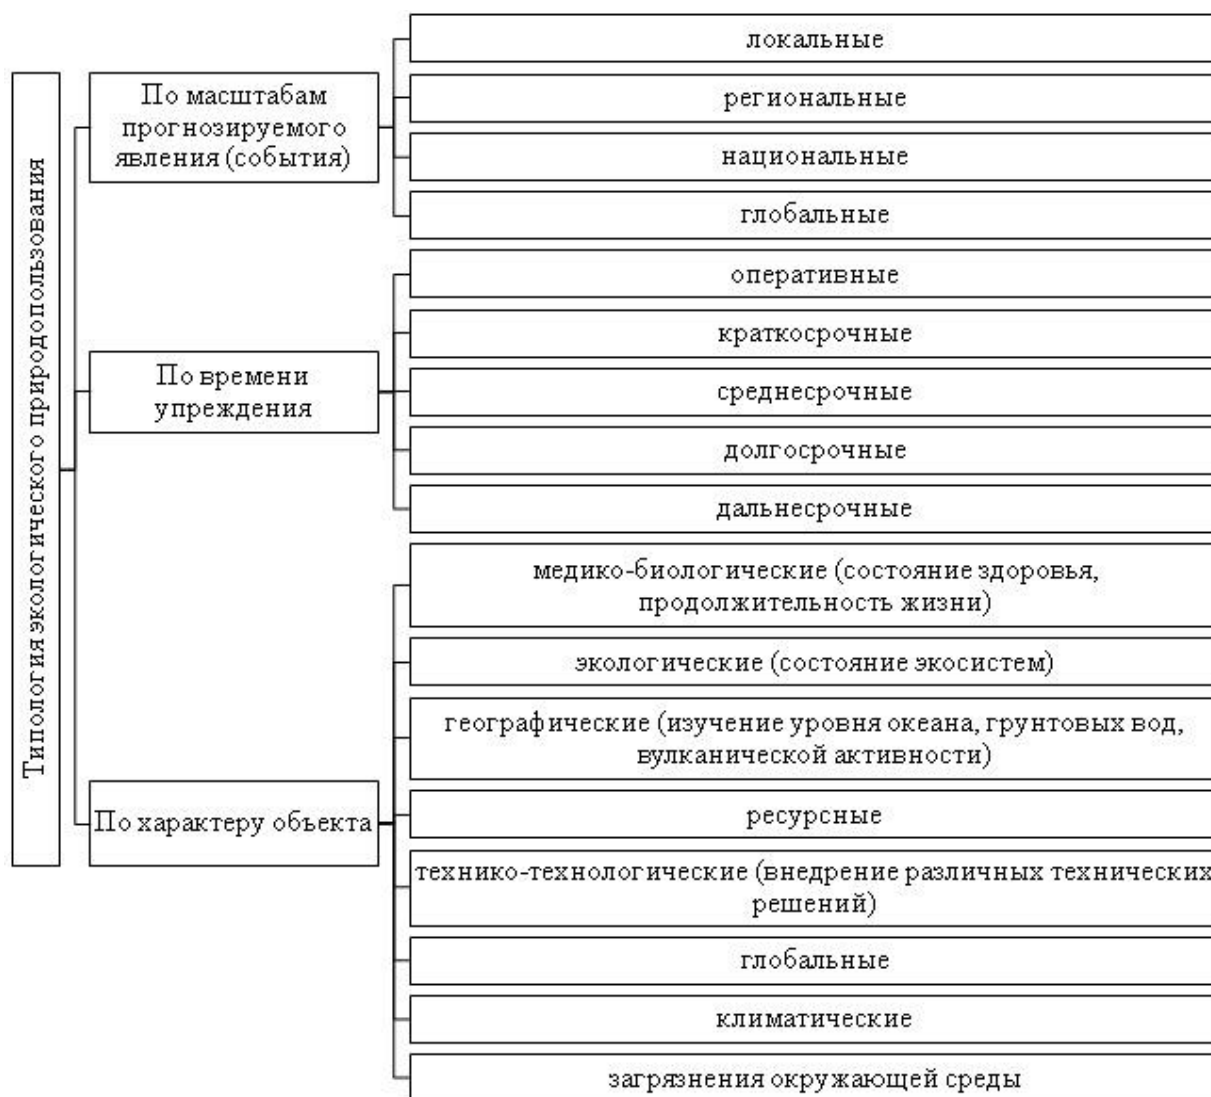 Типология экологического природопользования
По масштабам
прогнозируемого
явления (события)
локальные
региональные
национальные
глобальные
По времени
упреждения
оперативные
краткосрочные
среднесрочные
долгосрочные
дальнесрочные
По характеру объекта
медико-биологические (состояние здоровья,
продолжительность жизни)
экологические (состояние экосистем)
географические (изучение уровня океана, грунтовых вод,
вулканической активности)
ресурсные
технико-технологические (внедрение различных технических
решений)
глобальные
климатические
загрязнения окружающей среды